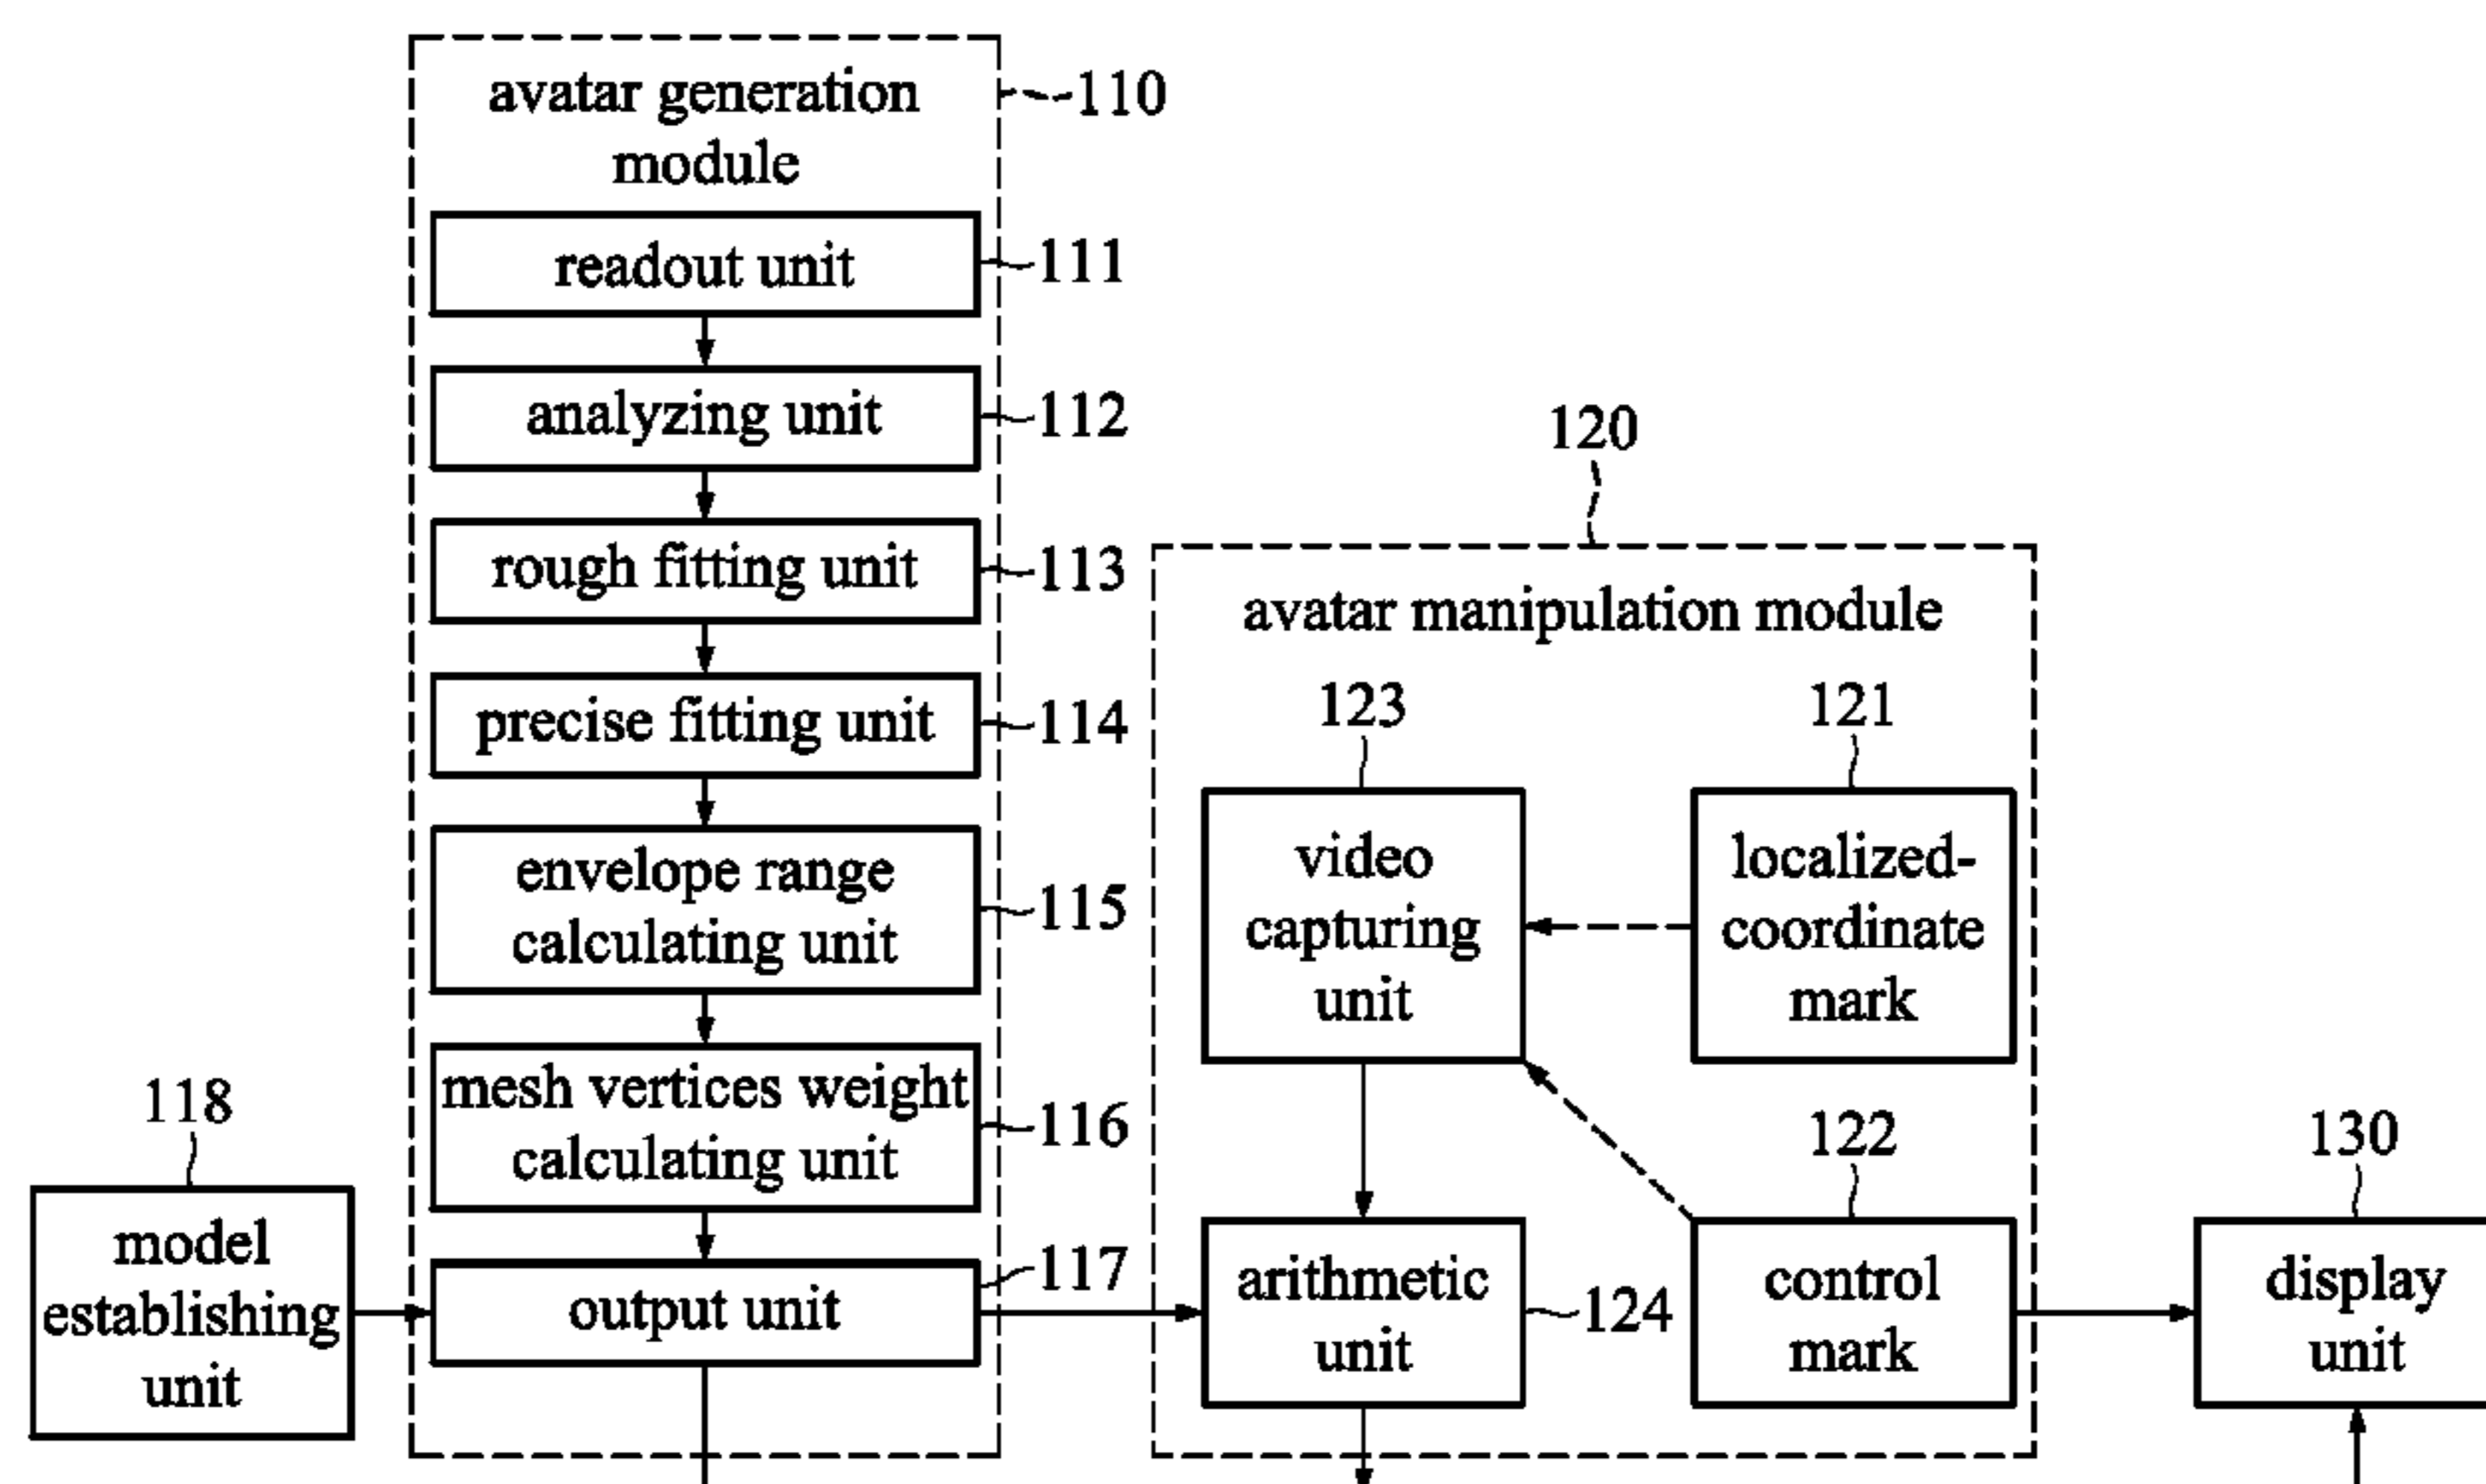 avatar generation
module
110
readout unit
111
analyzing unit
112
rough fitting unit
113
precise fitting unit
114
envelope range
calculating unit
115
mesh vertices weight
calculating unit
116
output unit
117
118
model
establishing
unit
120
avatar manipulation module
123
video
capturing
unit
121
localized-
coordinate
mark
arithmetic
unit
124
122
control
mark
130
display
unit